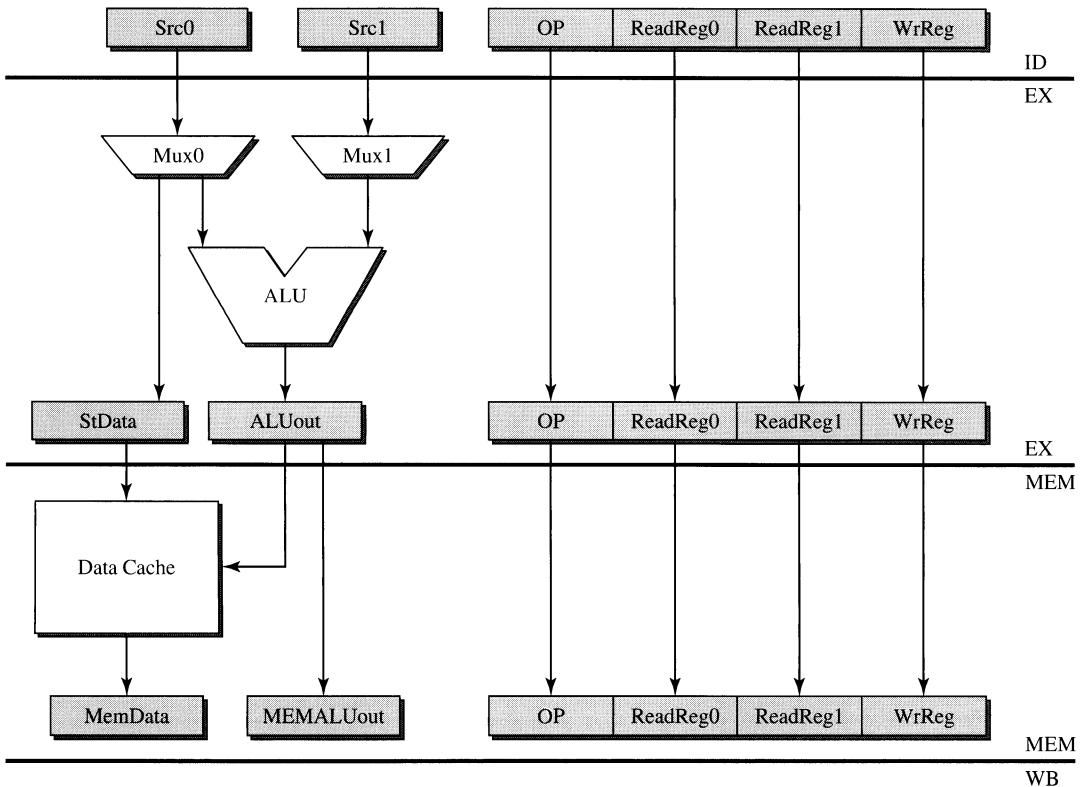 Src0 Src1 OP ReadReg0 ReadReg1 WrReg
ID
EX
Mux0 Mux1
ALU
StData ALUout OP ReadReg0 ReadReg1 WrReg
EX
MEM
Data Cache
MemData MEMALUout OP ReadReg0 ReadReg1 WrReg
MEM
WB